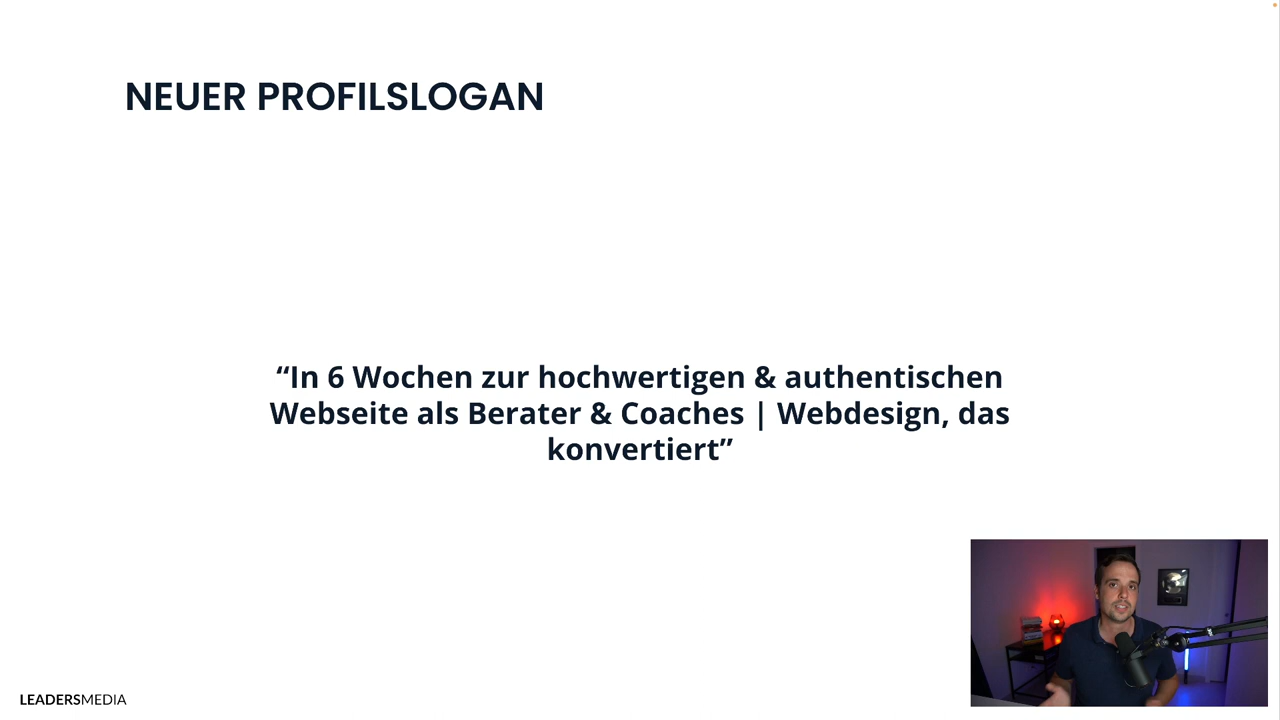 NEUER PROFILSLOGAN
“In 6 Wochen zur hochwertigen & authentischen
Webseite als Berater & Coaches | Webdesign, das
konvertiert”
LEADERSMEDIA